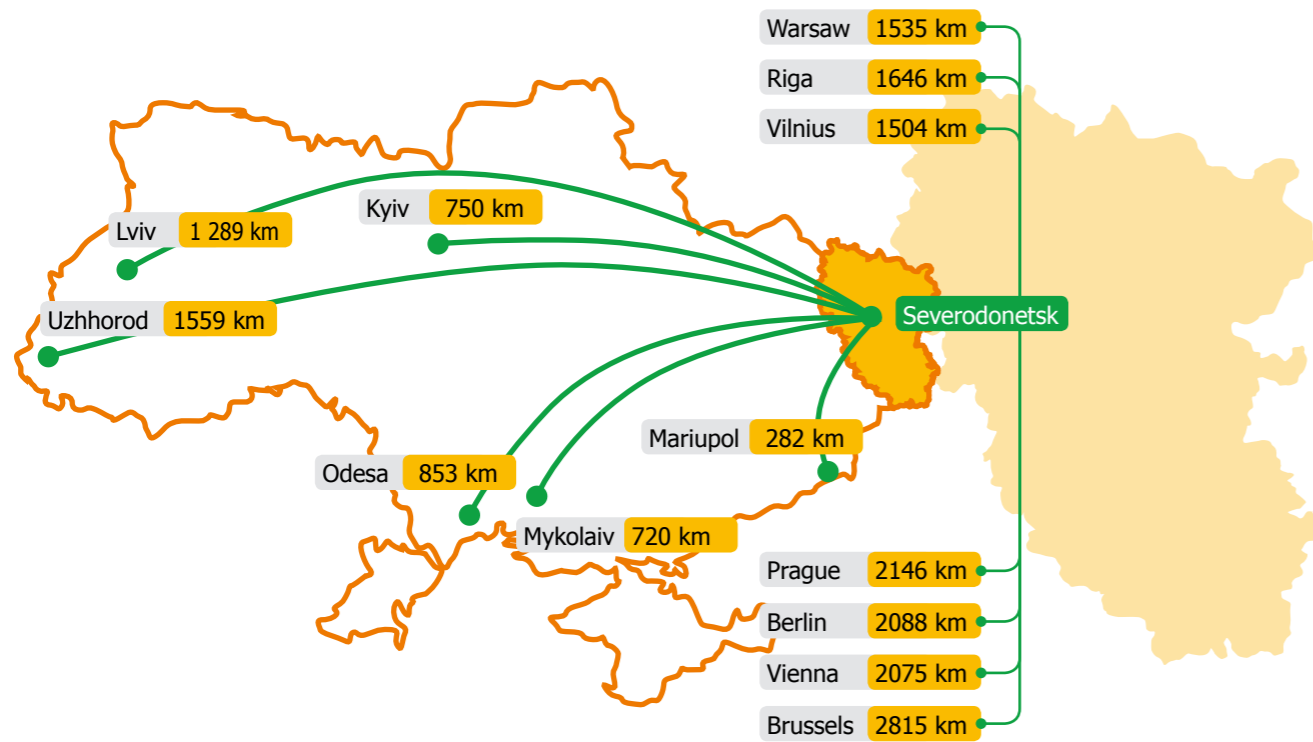 Warsaw 1535 km
Riga 1646 km
Vilnius 1504 km
Kyiv 750 km
Lviv 1 289 km
Uzhhorod 1559 km
Severodonetsk
Mariupol 282 km
Odesa 853 km
Mykolaiv 720 km
Prague 2146 km
Berlin 2088 km
Vienna 2075 km
Brussels 2815 km